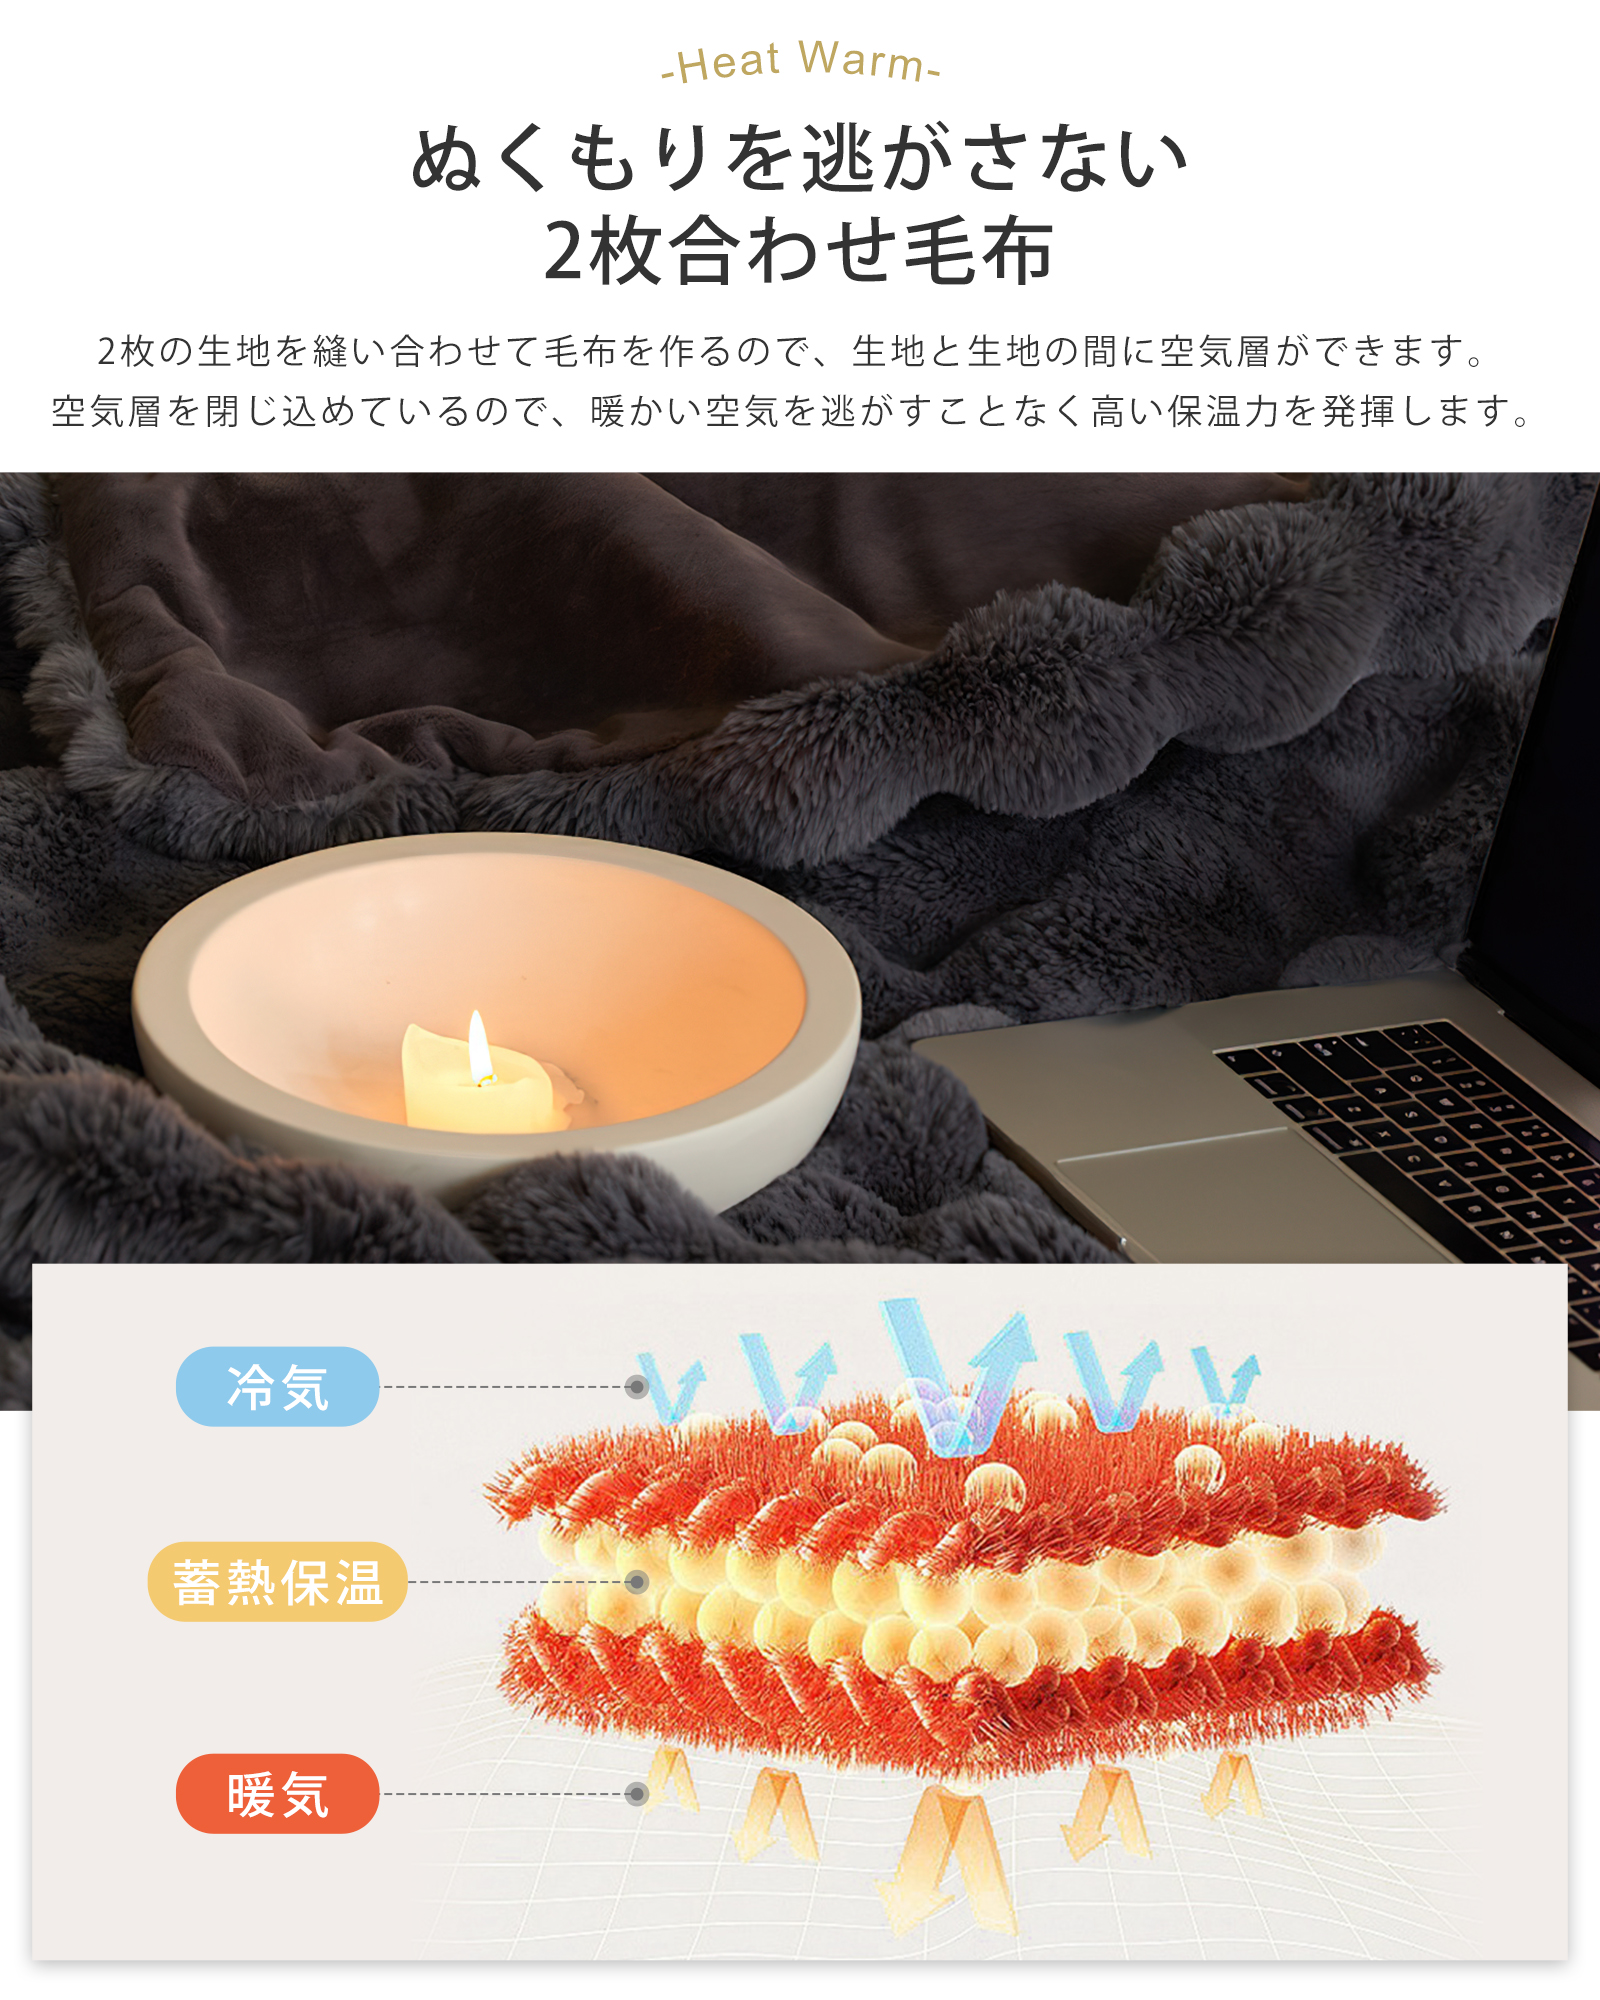 -Heat Warm-
ぬくもりを逃がさない
2枚合わせ毛布
2枚の生地を縫い合わせて毛布を作るので、生地と生地の間に空気層ができます。
空気層を閉じ込めているので、暖かい空気を逃がすことなく高い保温力を発揮します。
冷気
蓄熱保温
暖気